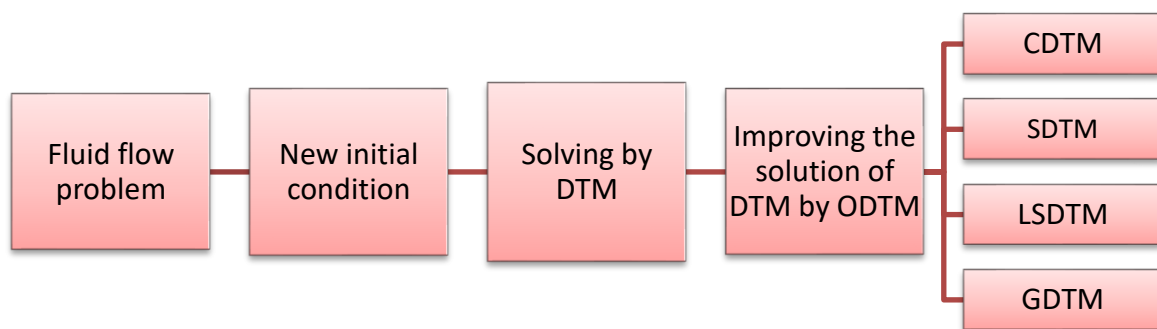 Fluid flow
problem
New initial
condition
Solving by
DTM
Improving the
solution of
DTM by ODTM
CDTM
SDTM
LSDTM
GDTM